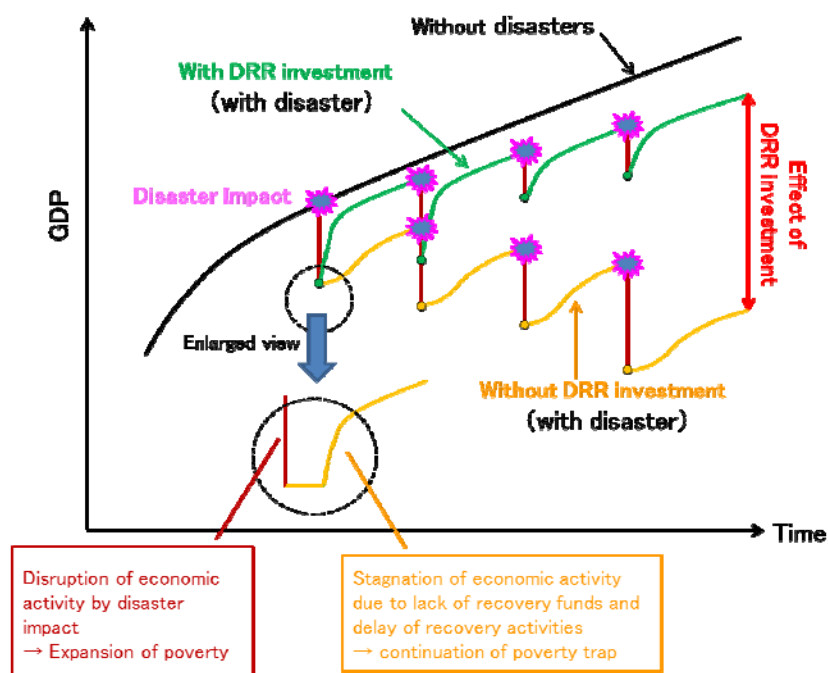 Without disasters
With DRR investment
(with disaster)
Disaster Impact
GDP
Effect of
DRR investment
Enlarged view
Without DRR investment
(with disaster)
Time
Disruption of economic
activity by disaster
impact
→ Expansion of poverty
Stagnation of economic activity
due to lack of recovery funds and
delay of recovery activities
→ continuation of poverty trap